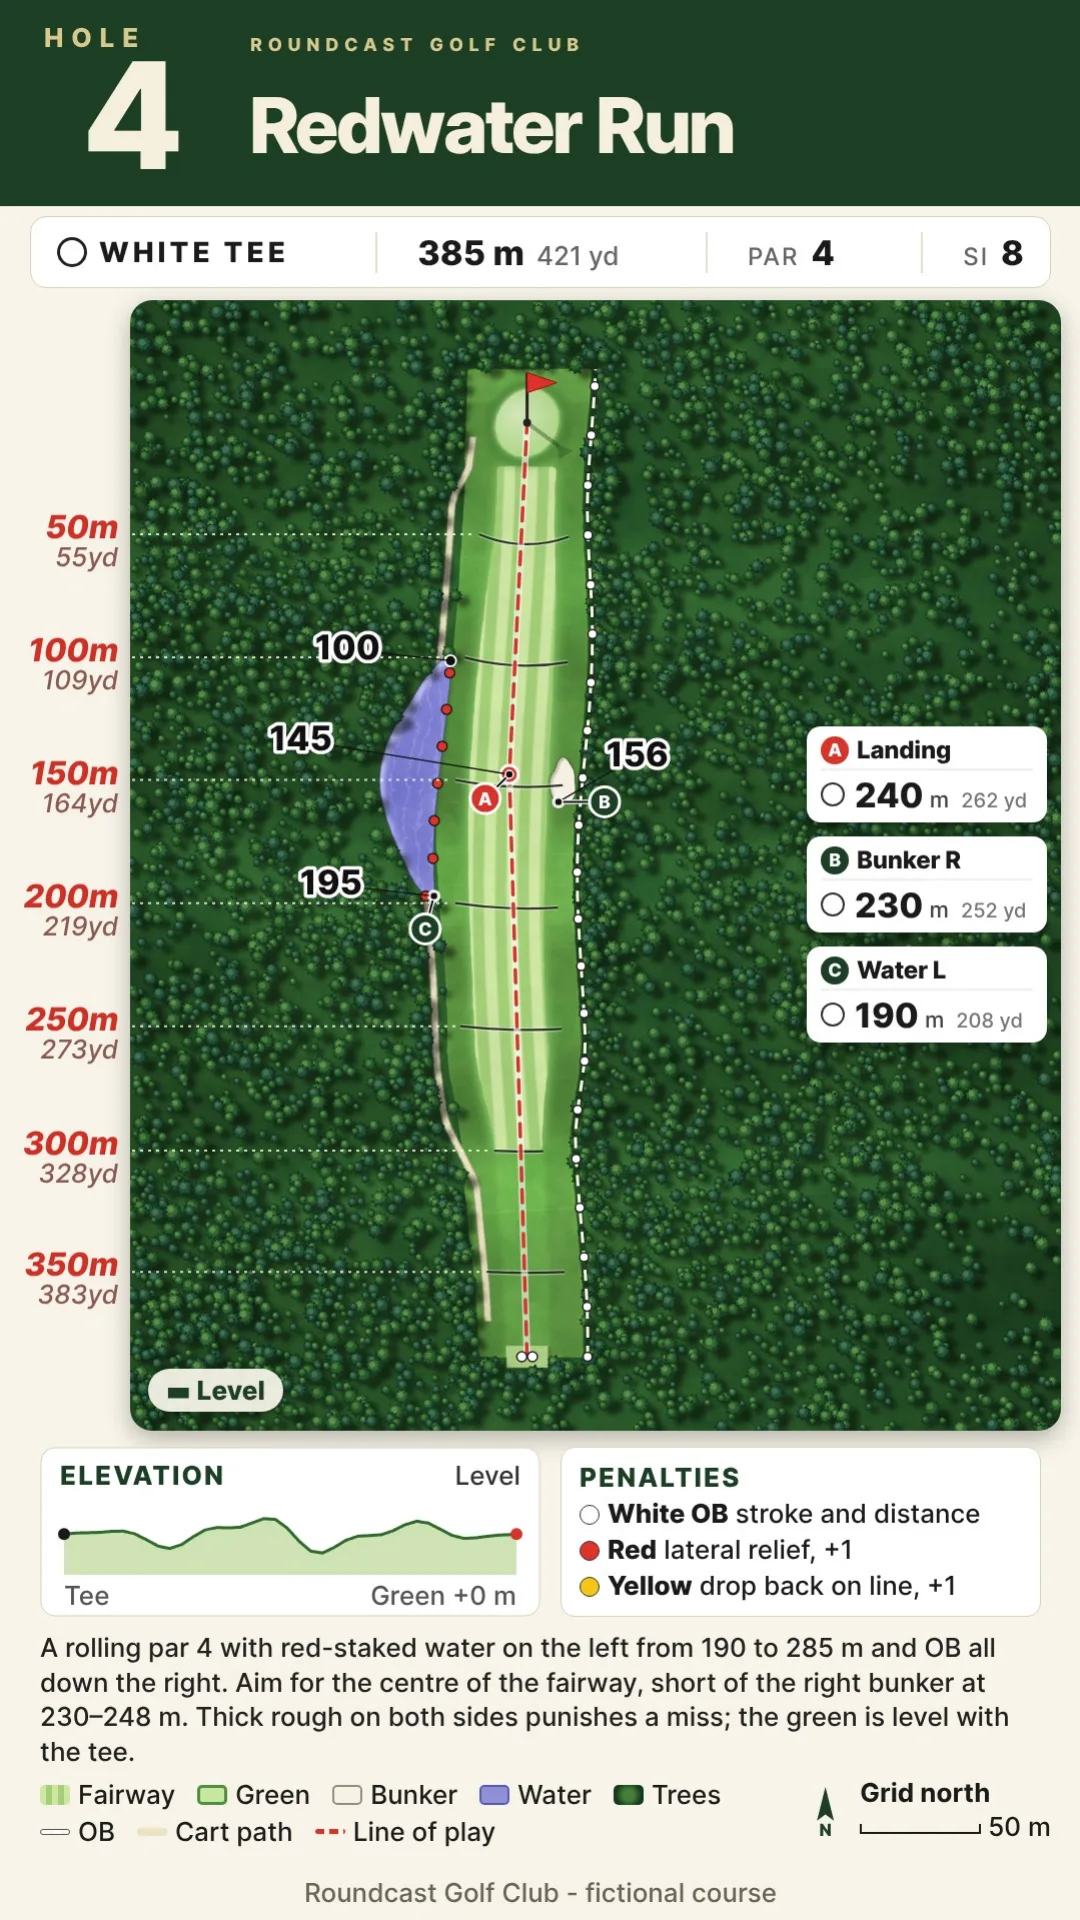 HOLE
4
ROUNDCAST GOLF CLUB
Redwater Run
WHITE TEE
385 m 421 yd
PAR 4
SI 8
50m
55yd
100m
109yd
150m
164yd
200m
219yd
250m
273yd
300m
328yd
350m
383yd
100
145
156
A
B
195
C
A Landing
240 m 262 yd
B Bunker R
230 m 252 yd
C Water L
190 m 208 yd
Level
ELEVATION Level
Tee Green +0 m
PENALTIES
White OB stroke and distance
Red lateral relief, +1
Yellow drop back on line, +1
A rolling par 4 with red-staked water on the left from 190 to 285 m and OB all
down the right. Aim for the centre of the fairway, short of the right bunker at
230–248 m. Thick rough on both sides punishes a miss; the green is level with
the tee.
Fairway Green Bunker Water Trees
OB Cart path Line of play
N
Grid north
50 m
Roundcast Golf Club - fictional course